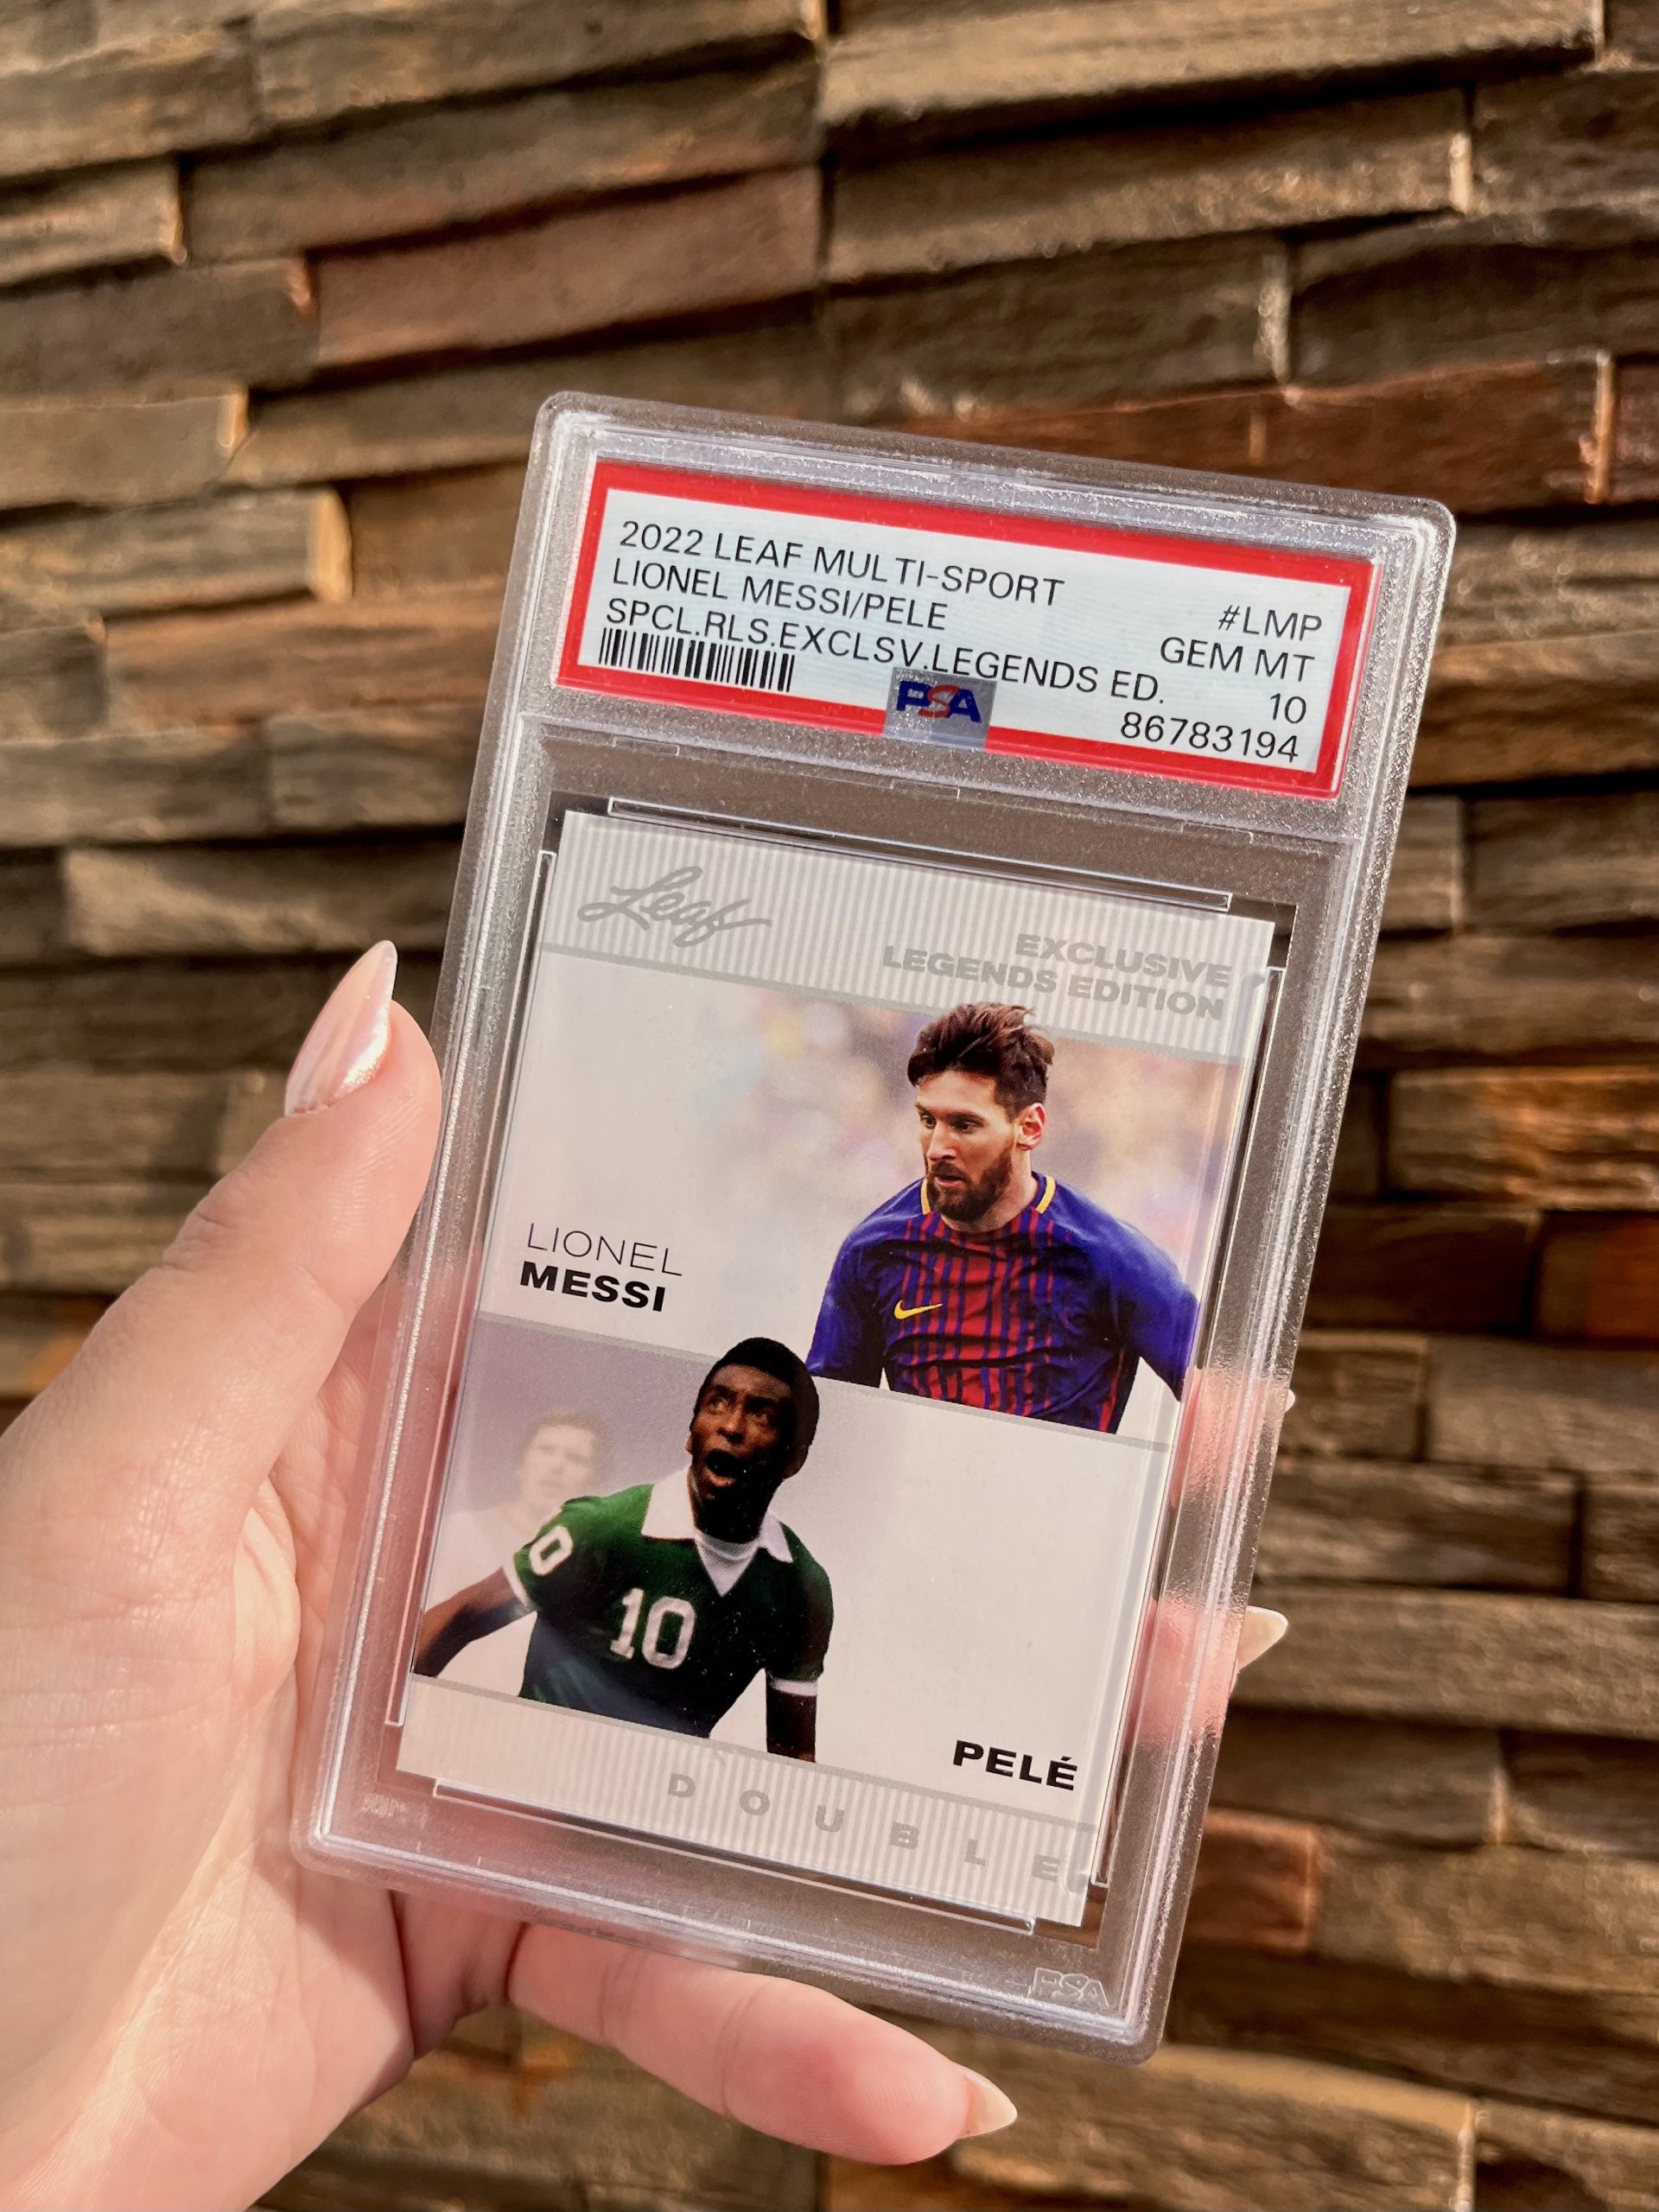 2022 LEAF MULTI-SPORT
LIONEL MESSI/PELE
SPCL.RLS.EXCLSV.LEGENDS ED.
#LMP
GEM MT
10
86783194
PSA
Leaf
EXCLUSIVE
LEGENDS EDITION
LIONEL
MESSI
10
10
PELÉ
DOUBLE
PSA